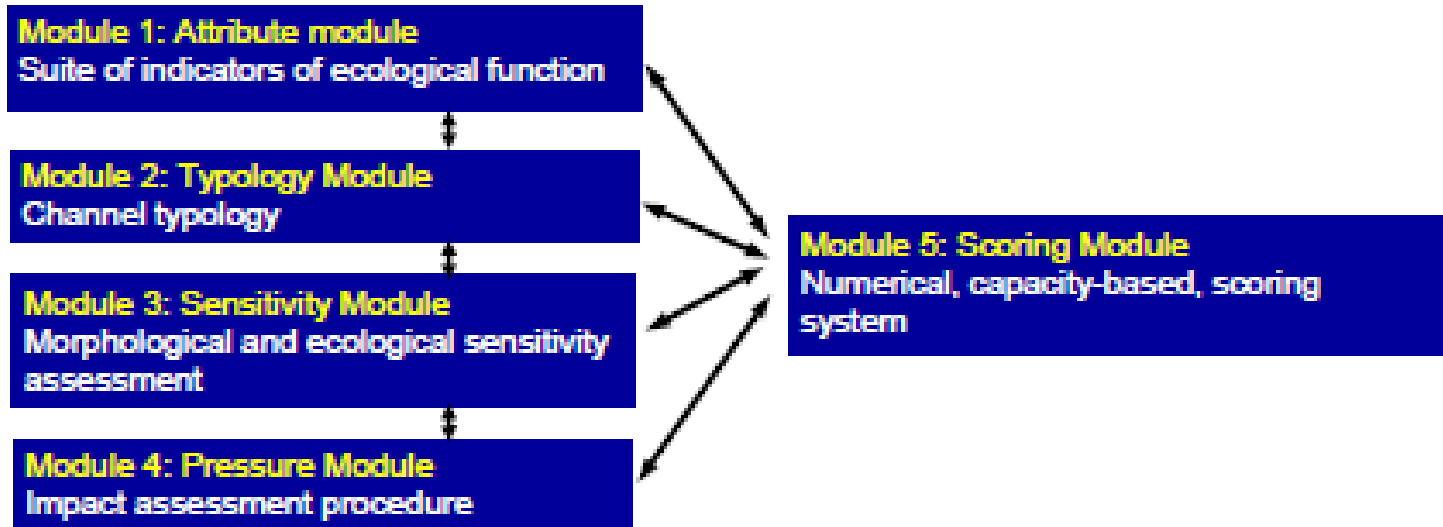 Module 1: Attribute module
Suite of indicators of ecological function
Module 2: Typology Module
Channel typology
Module 3: Sensitivity Module
Morphological and ecological sensitivity
assessment
Module 4: Pressure Module
Impact assessment procedure
Module 5: Scoring Module
Numerical, capacity-based, scoring
system